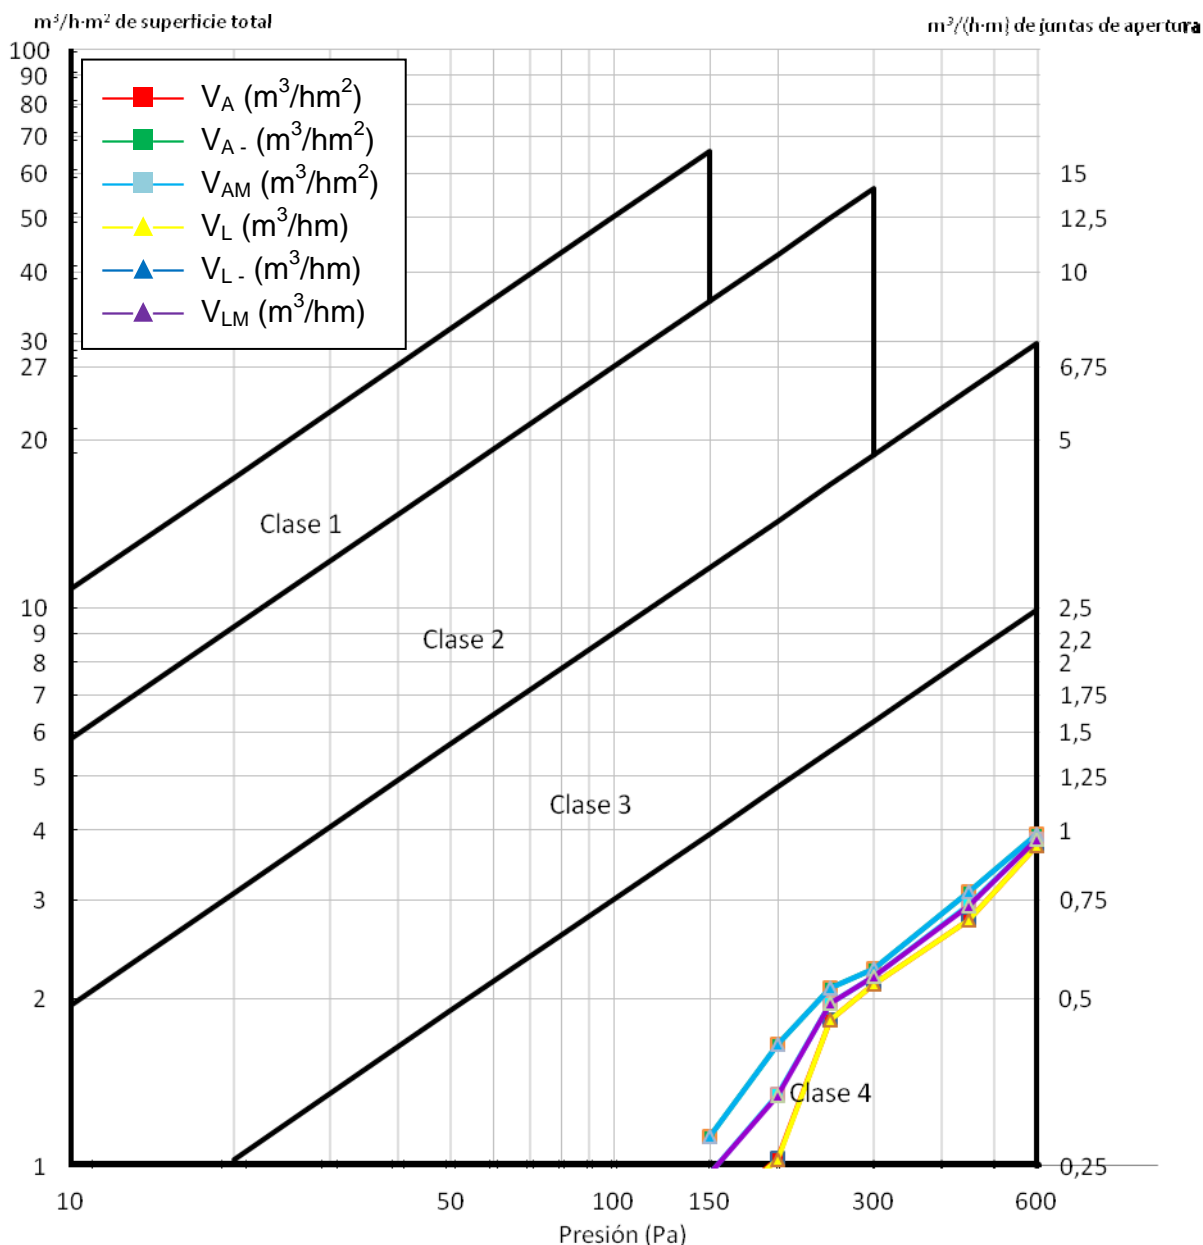 m³/h·m² de superficie total
m³/(h·m) de juntas de apertura
100
90
80
70
60
50
40
30
27
20
10
9
8
7
6
5
4
3
2
1
V_A (m³/hm²)
V_A - (m³/hm²)
V_AM (m³/hm²)
V_L (m³/hm)
V_L - (m³/hm)
V_LM (m³/hm)
15
12,5
10
6,75
5
2,5
2,2
2
1,75
1,5
1,25
1
0,75
0,5
0,25
Clase 1
Clase 2
Clase 3
Clase 4
10 50 100 150 300 600
Presión (Pa)